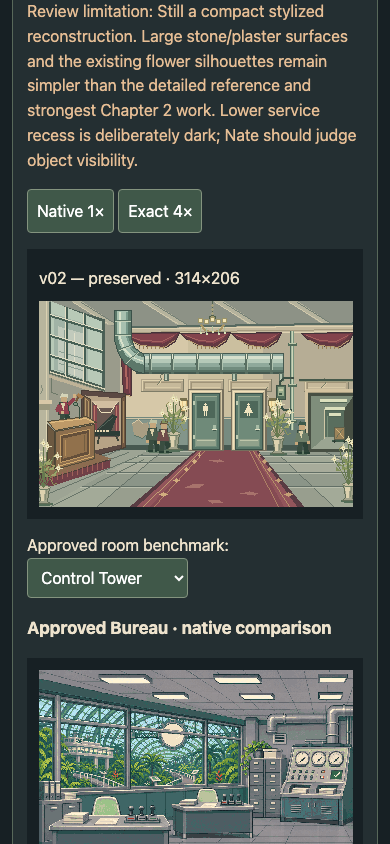 Review limitation: Still a compact stylized
reconstruction. Large stone/plaster surfaces
and the existing flower silhouettes remain
simpler than the detailed reference and
strongest Chapter 2 work. Lower service
recess is deliberately dark; Nate should judge
object visibility.
Native 1× Exact 4×
v02 — preserved · 314×206
Approved room benchmark:
Control Tower
Approved Bureau · native comparison